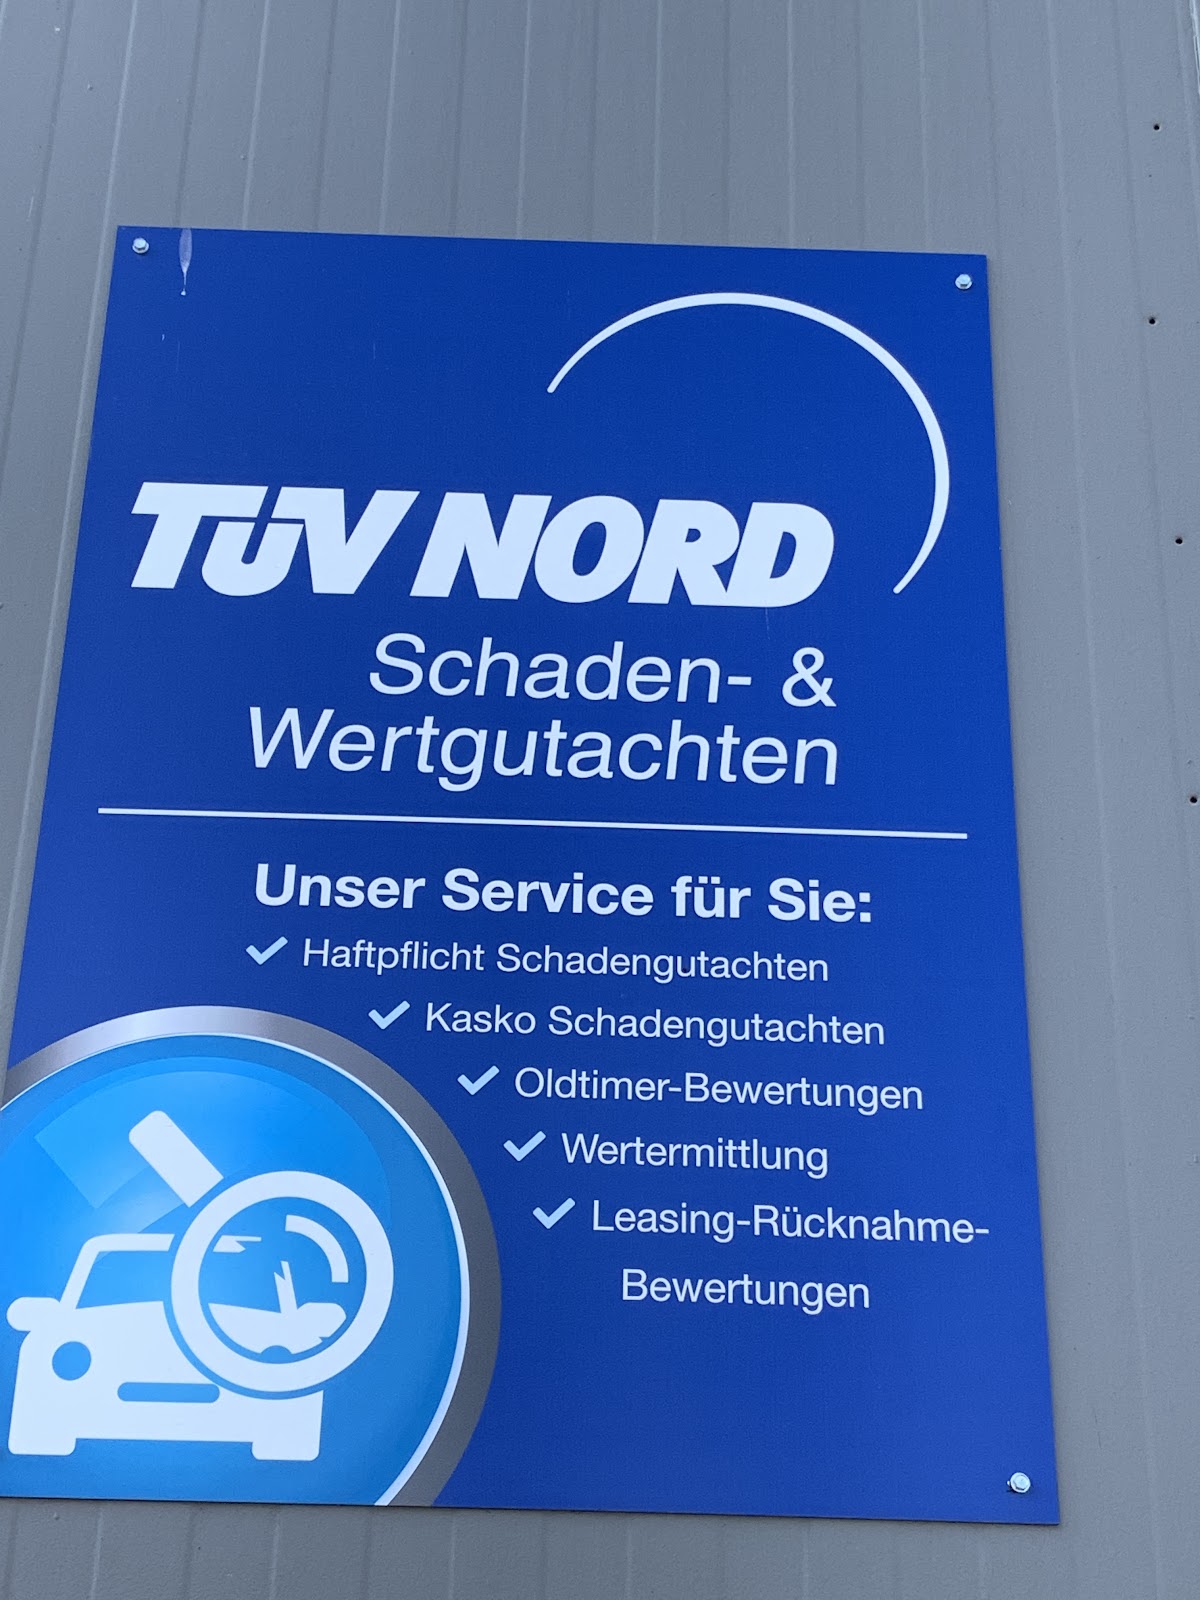 TÜV NORD
Schaden- &
Wertgutachten
Unser Service für Sie:
Haftpflicht Schadengutachten
Kasko Schadengutachten
Oldtimer-Bewertungen
Wertermittlung
Leasing-Rücknahme-
Bewertungen